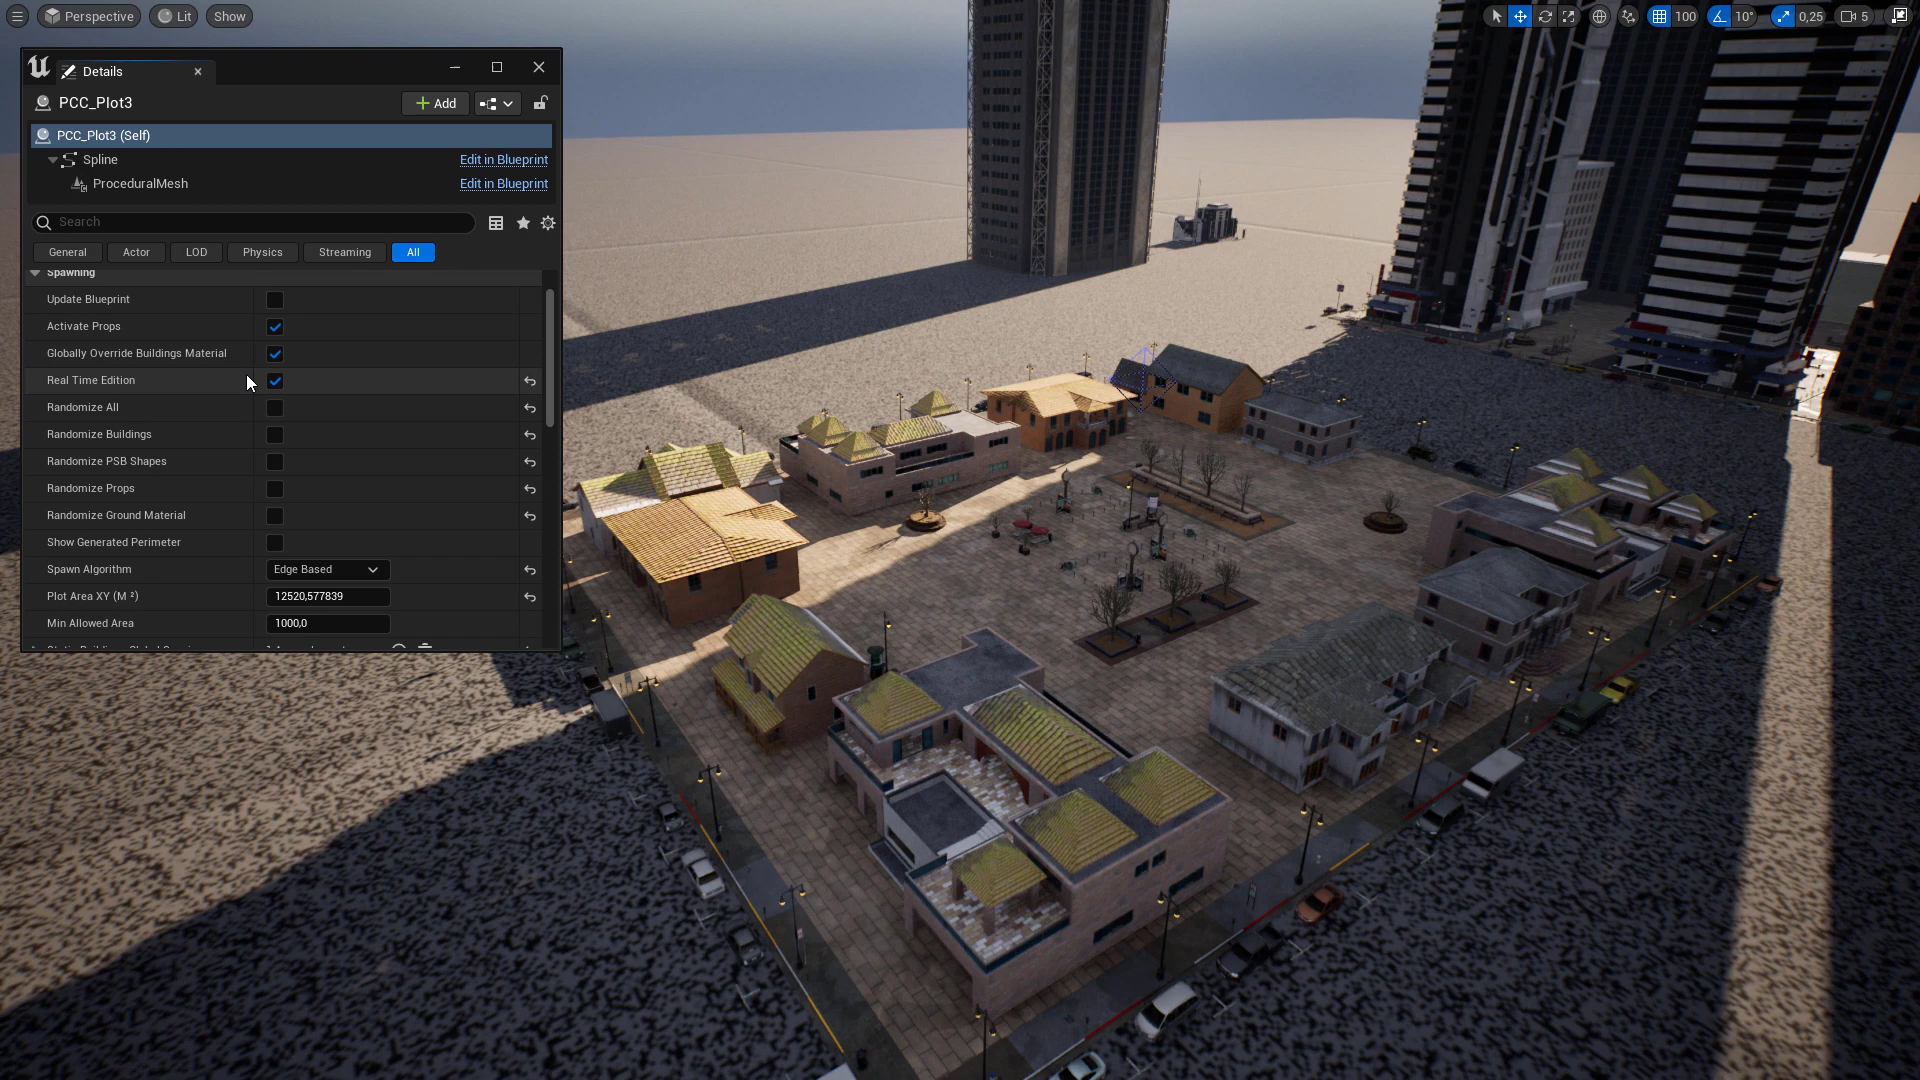 Perspective Lit Show
100 10° 0,25 5
Details
PCC_Plot3
Add
PCC_Plot3 (Self)
Spline Edit in Blueprint
ProceduralMesh Edit in Blueprint
Search
General Actor LOD Physics Streaming All
Spawning
Update Blueprint
Activate Props
Globally Override Buildings Material
Real Time Edition
Randomize All
Randomize Buildings
Randomize PSB Shapes
Randomize Props
Randomize Ground Material
Show Generated Perimeter
Spawn Algorithm Edge Based
Plot Area XY (M ²) 12520,577839
Min Allowed Area 1000,0